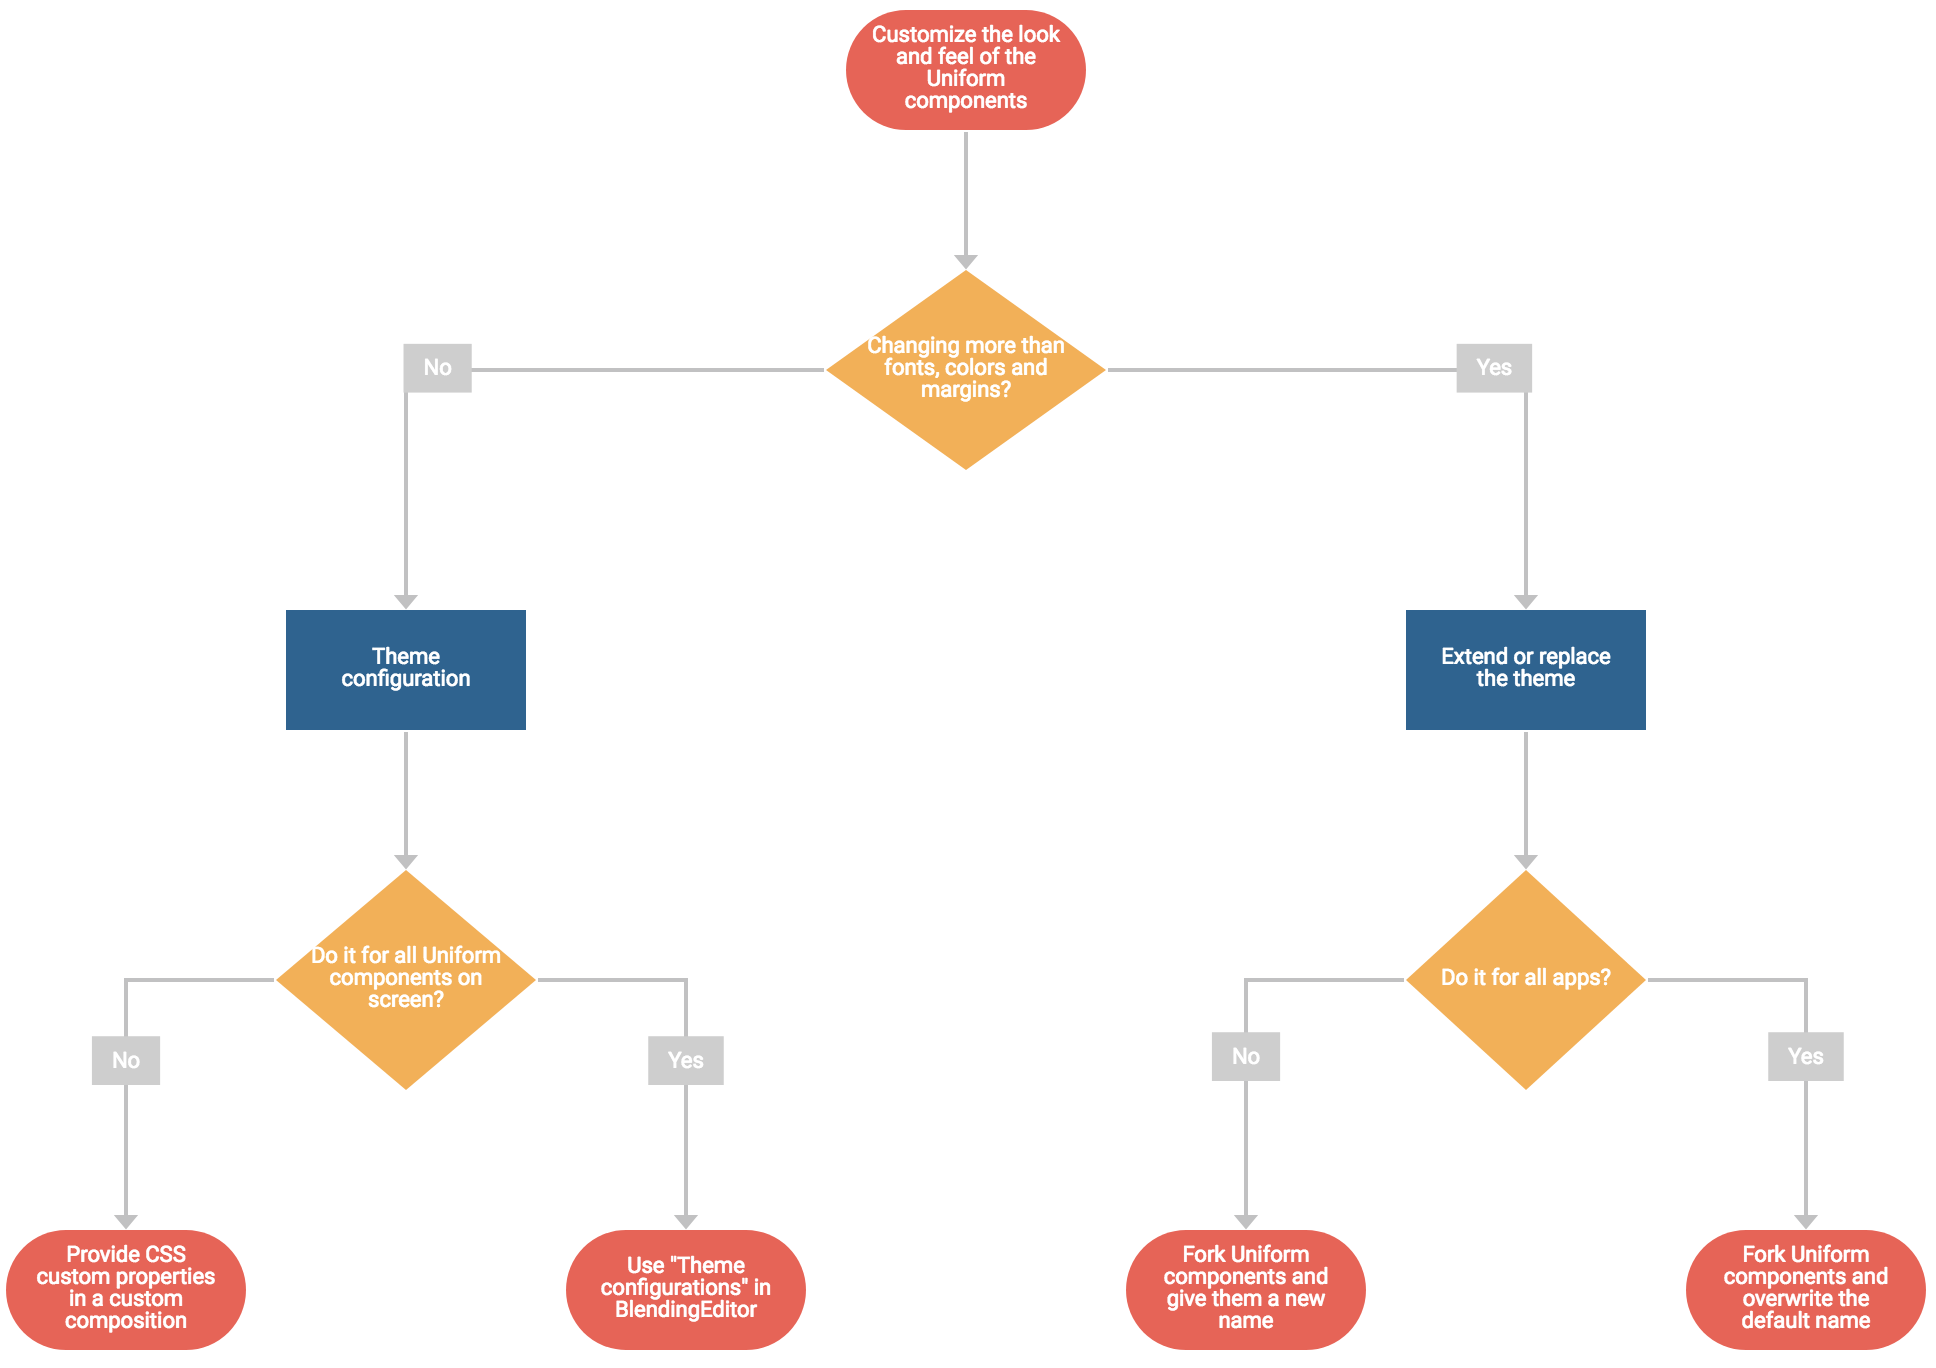 Customize the look
and feel of the
Uniform
components
Changing more than
fonts, colors and
margins?
No
Yes
Theme
configuration
Extend or replace
the theme
Do it for all Uniform
components on
screen?
Do it for all apps?
No
Yes
No
Yes
Provide CSS
custom properties
in a custom
composition
Use "Theme
configurations" in
BlendingEditor
Fork Uniform
components and
give them a new
name
Fork Uniform
components and
overwrite the
default name